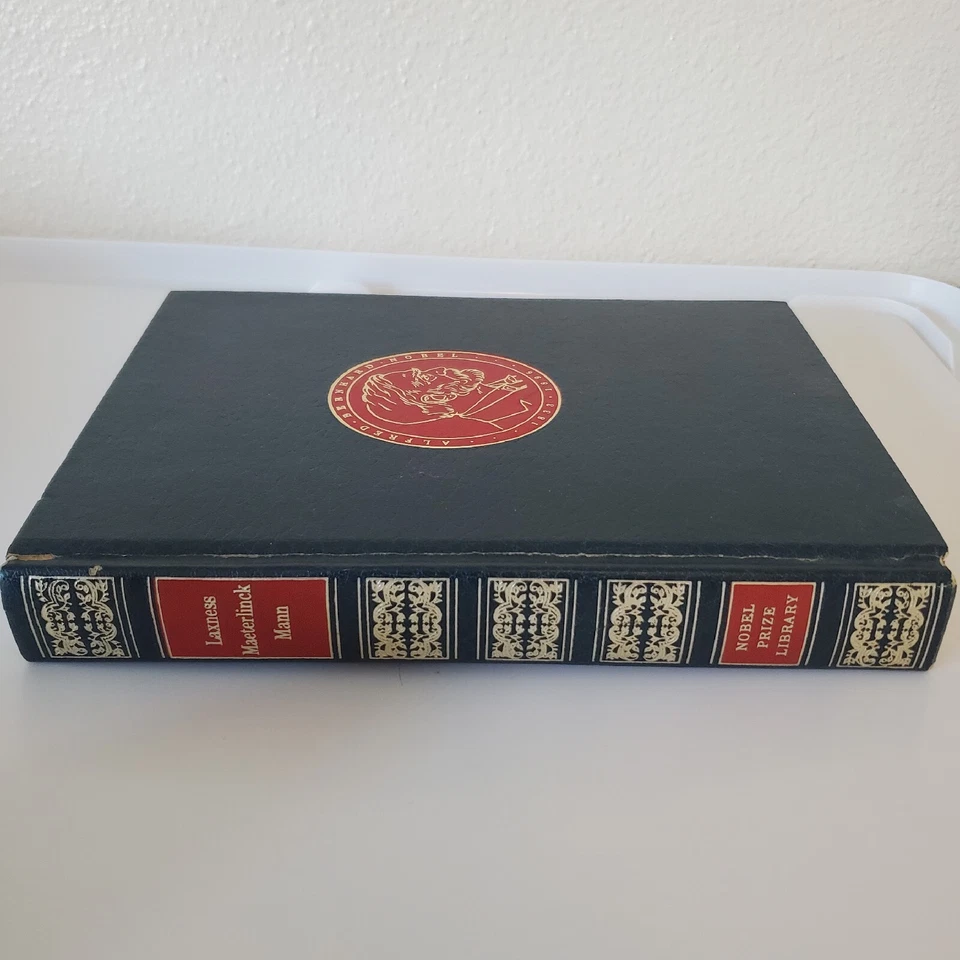 ALFRED · BERNHARD · NOBEL
Laxness
Maeterlinck
Mann
NOBEL
PRIZE
LIBRARY